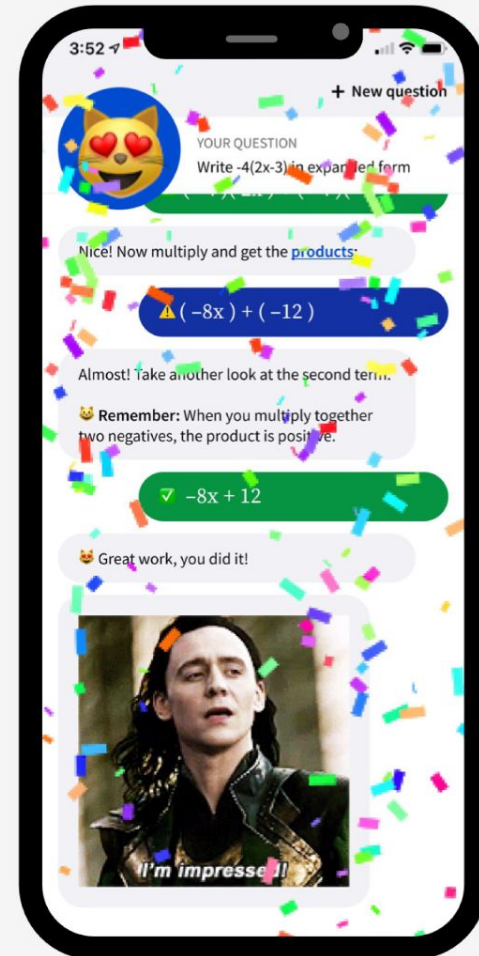 3:52
+ New question
YOUR QUESTION
Write -4(2x-3) in expanded form
Nice! Now multiply and get the products:
⚠️ ( −8x ) + ( −12 )
Almost! Take another look at the second term.
😺 Remember: When you multiply together
two negatives, the product is positive.
✅ −8x + 12
😻 Great work, you did it!
I'm impressed!